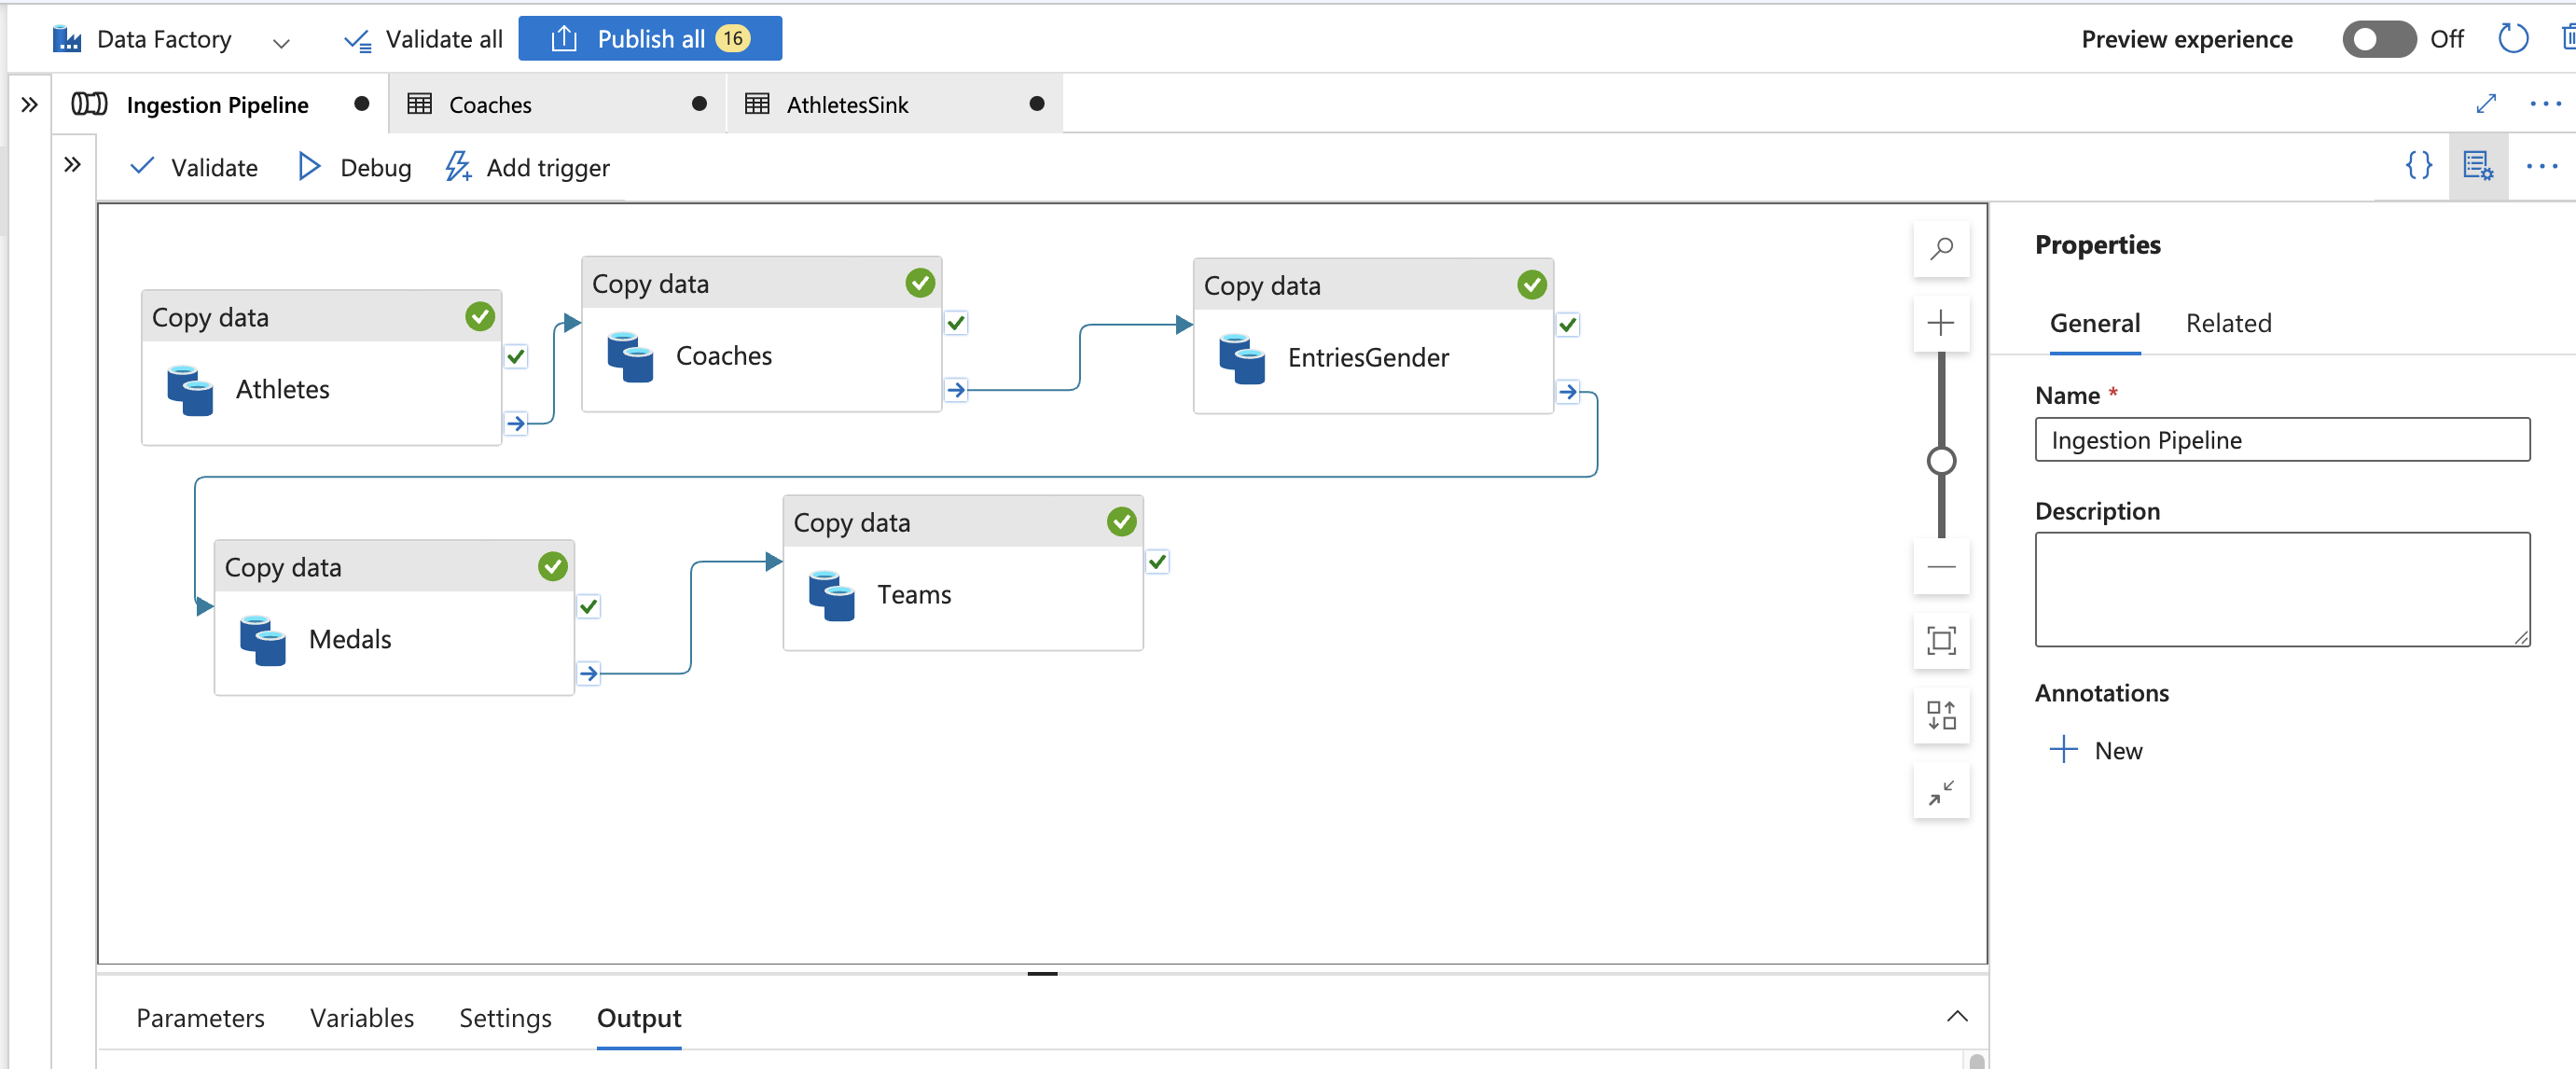 Data Factory
Validate all
Publish all 16
Preview experience
Off
Ingestion Pipeline
Coaches
AthletesSink
Validate
Debug
Add trigger
Copy data
Athletes
Copy data
Coaches
Copy data
EntriesGender
Copy data
Medals
Copy data
Teams
Properties
General
Related
Name *
Ingestion Pipeline
Description
Annotations
New
Parameters
Variables
Settings
Output